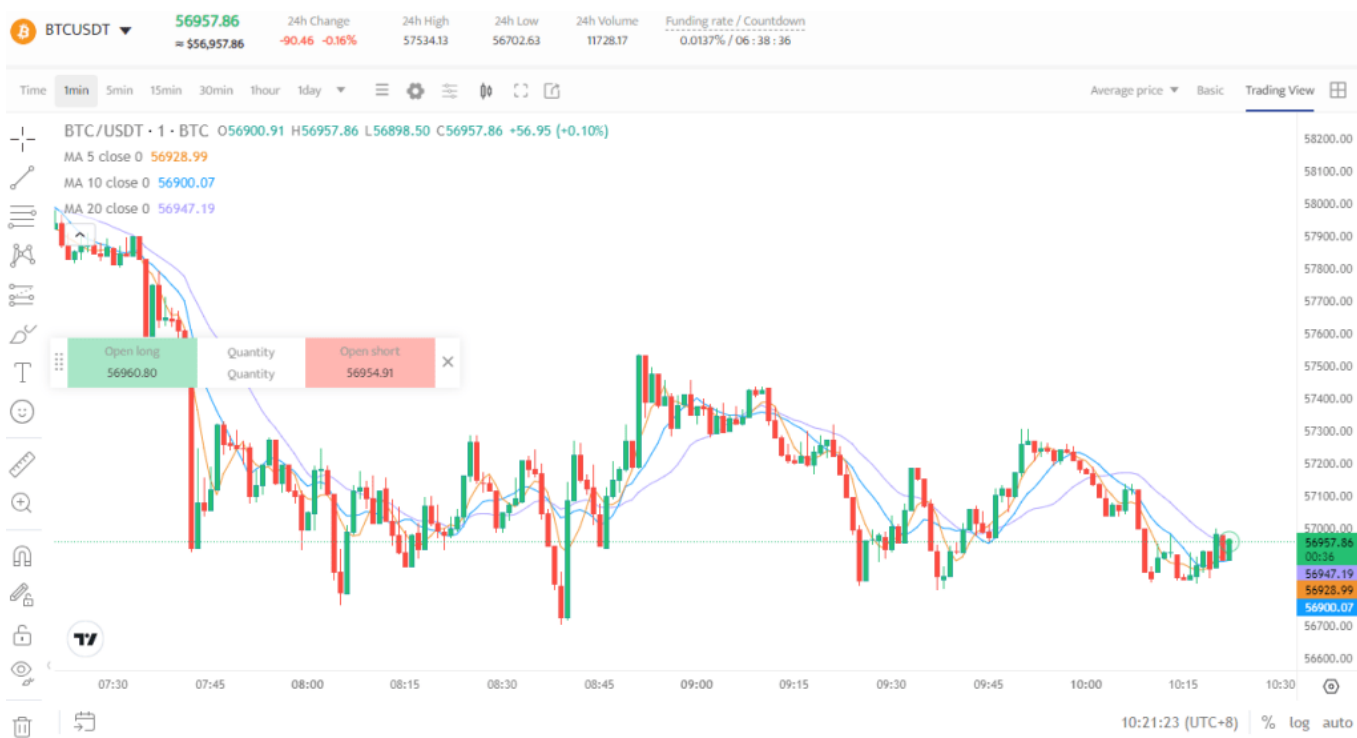 BTCUSDT 56957.86 24h Change 24h High 24h Low 24h Volume Funding rate / Countdown
≈ $56,957.86 -90.46 -0.16% 57534.13 56702.63 11728.17 0.0137% / 06 : 38 : 36
Time 1min 5min 15min 30min 1hour 1day Average price Basic Trading View
BTC/USDT · 1 · BTC O56900.91 H56957.86 L56898.50 C56957.86 +56.95 (+0.10%)
MA 5 close 0 56928.99
MA 10 close 0 56900.07
MA 20 close 0 56947.19
Open long Quantity Open short
56960.80 Quantity 56954.91
58200.00
58100.00
58000.00
57900.00
57800.00
57700.00
57600.00
57500.00
57400.00
57300.00
57200.00
57100.00
57000.00
56957.86
00:36
56947.19
56928.99
56900.07
56700.00
56600.00
07:30 07:45 08:00 08:15 08:30 08:45 09:00 09:15 09:30 09:45 10:00 10:15 10:30
10:21:23 (UTC+8) % log auto